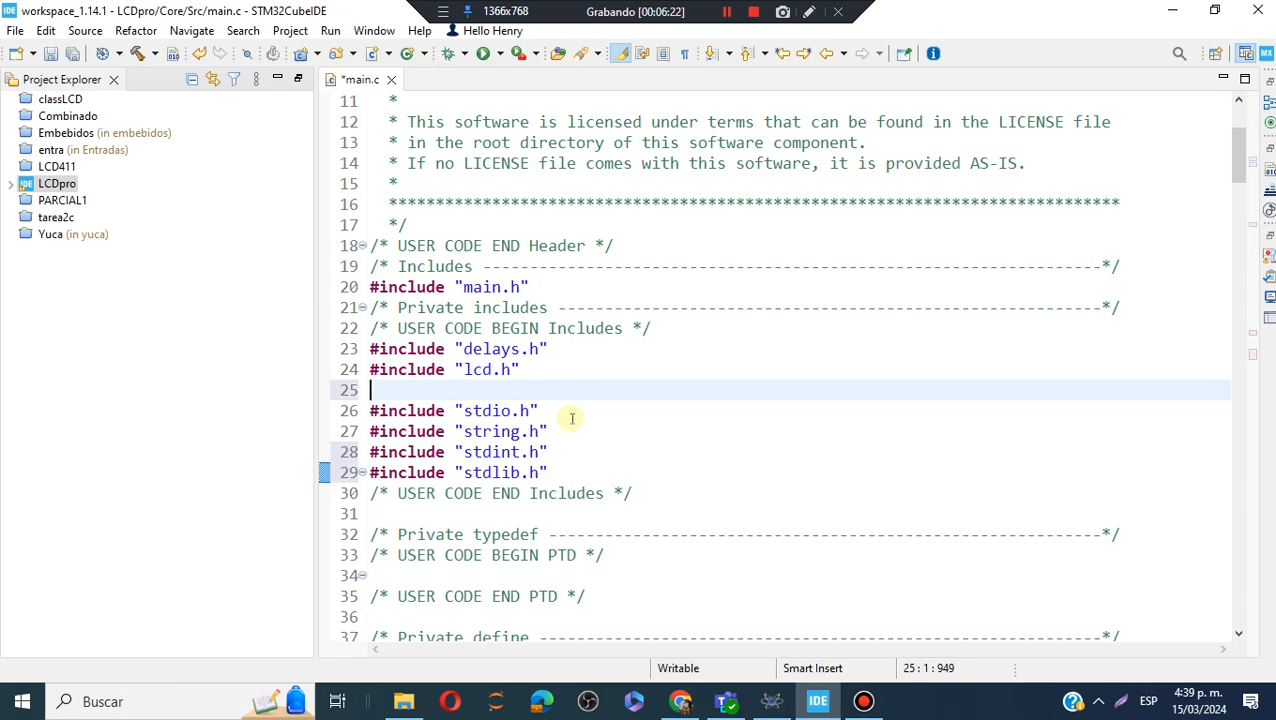 workspace_1.14.1 - LCDpro/Core/Src/main.c - STM32CubeIDE
1366x768
Grabando [00:06:22]
File Edit Source Refactor Navigate Search Project Run Window Help Hello Henry
Project Explorer
*main.c
classLCD
Combinado
Embebidos (in embebidos)
entra (in Entradas)
LCD411
LCDpro
PARCIAL1
tarea2c
Yuca (in yuca)
11 *
12 * This software is licensed under terms that can be found in the LICENSE file
13 * in the root directory of this software component.
14 * If no LICENSE file comes with this software, it is provided AS-IS.
15 *
16 ******************************************************************************
17 */
18 /* USER CODE END Header */
19 /* Includes ------------------------------------------------------------------*/
20 #include "main.h"
21 /* Private includes ----------------------------------------------------------*/
22 /* USER CODE BEGIN Includes */
23 #include "delays.h"
24 #include "lcd.h"
25
26 #include "stdio.h"
27 #include "string.h"
28 #include "stdint.h"
29 #include "stdlib.h"
30 /* USER CODE END Includes */
31
32 /* Private typedef -----------------------------------------------------------*/
33 /* USER CODE BEGIN PTD */
34
35 /* USER CODE END PTD */
36
37 /* Private define ------------------------------------------------------------*/
Writable
Smart Insert
25 : 1 : 949
Buscar
IDE
ESP
4:39 p. m.
15/03/2024